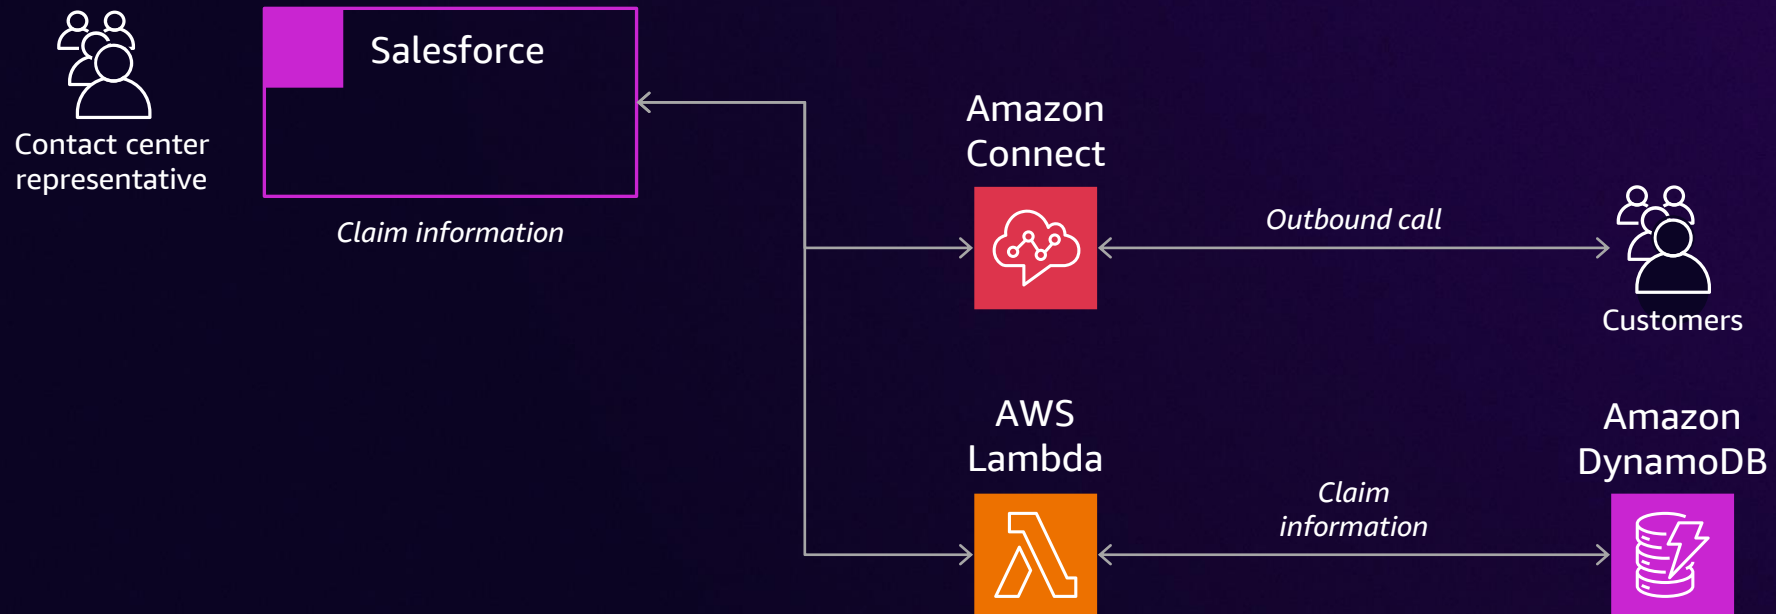 Salesforce
Contact center
representative
Claim information
Amazon
Connect
Outbound call
Customers
AWS
Lambda
Claim
information
Amazon
DynamoDB